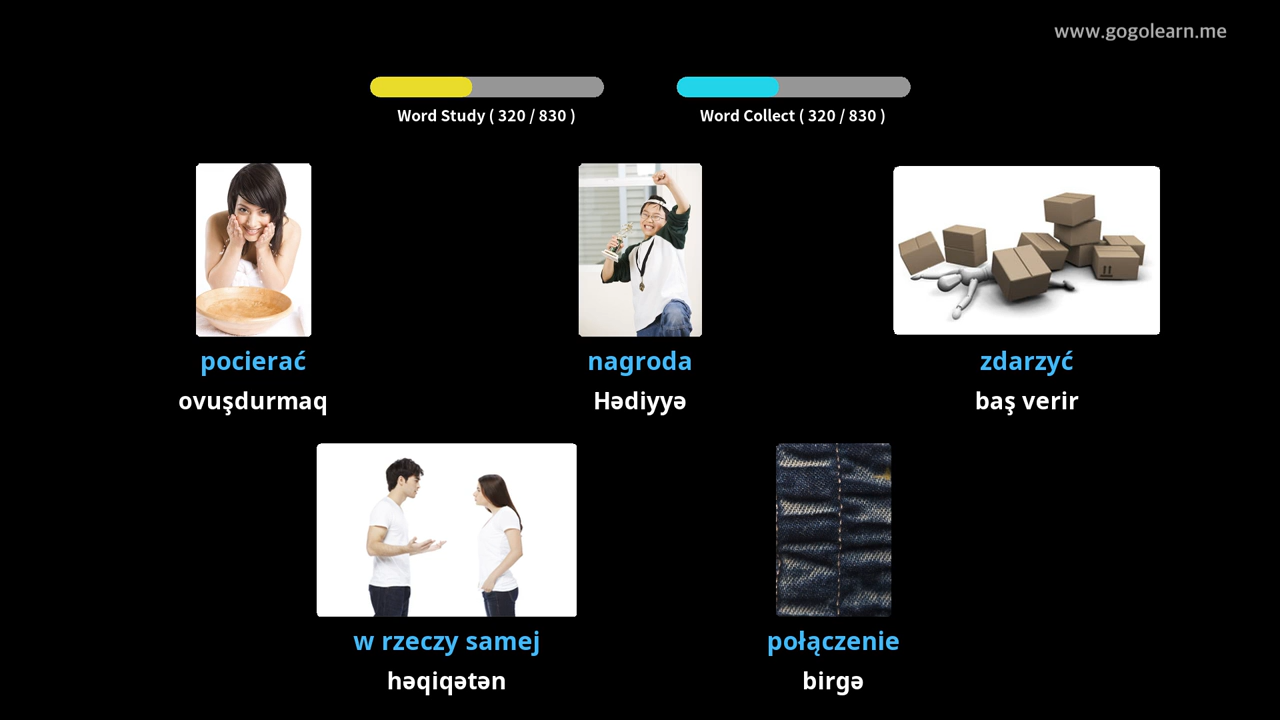 www.gogolearn.me
Word Study ( 320 / 830 )
Word Collect ( 320 / 830 )
pocierać
nagroda
zdarzyć
ovuşdurmaq
Hədiyyə
baş verir
w rzeczy samej
połączenie
həqiqətən
birgə